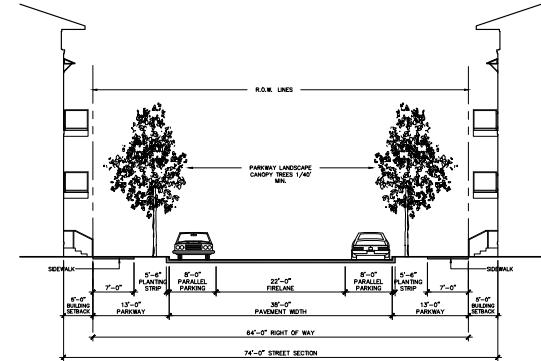 R.O.W. LINES
PARKWAY LANDSCAPE
CANOPY TREES 1/40'
MIN.
SIDEWALK
SIDEWALK
7'-0"
5'-6"
PLANTING
STRIP
8'-0"
PARALLEL
PARKING
22'-0"
FIRELANE
8'-0"
PARALLEL
PARKING
5'-6"
PLANTING
STRIP
7'-0"
5'-0"
BUILDING
SETBACK
13'-0"
PARKWAY
38'-0"
PAVEMENT WIDTH
13'-0"
PARKWAY
5'-0"
BUILDING
SETBACK
64'-0" RIGHT OF WAY
74'-0" STREET SECTION